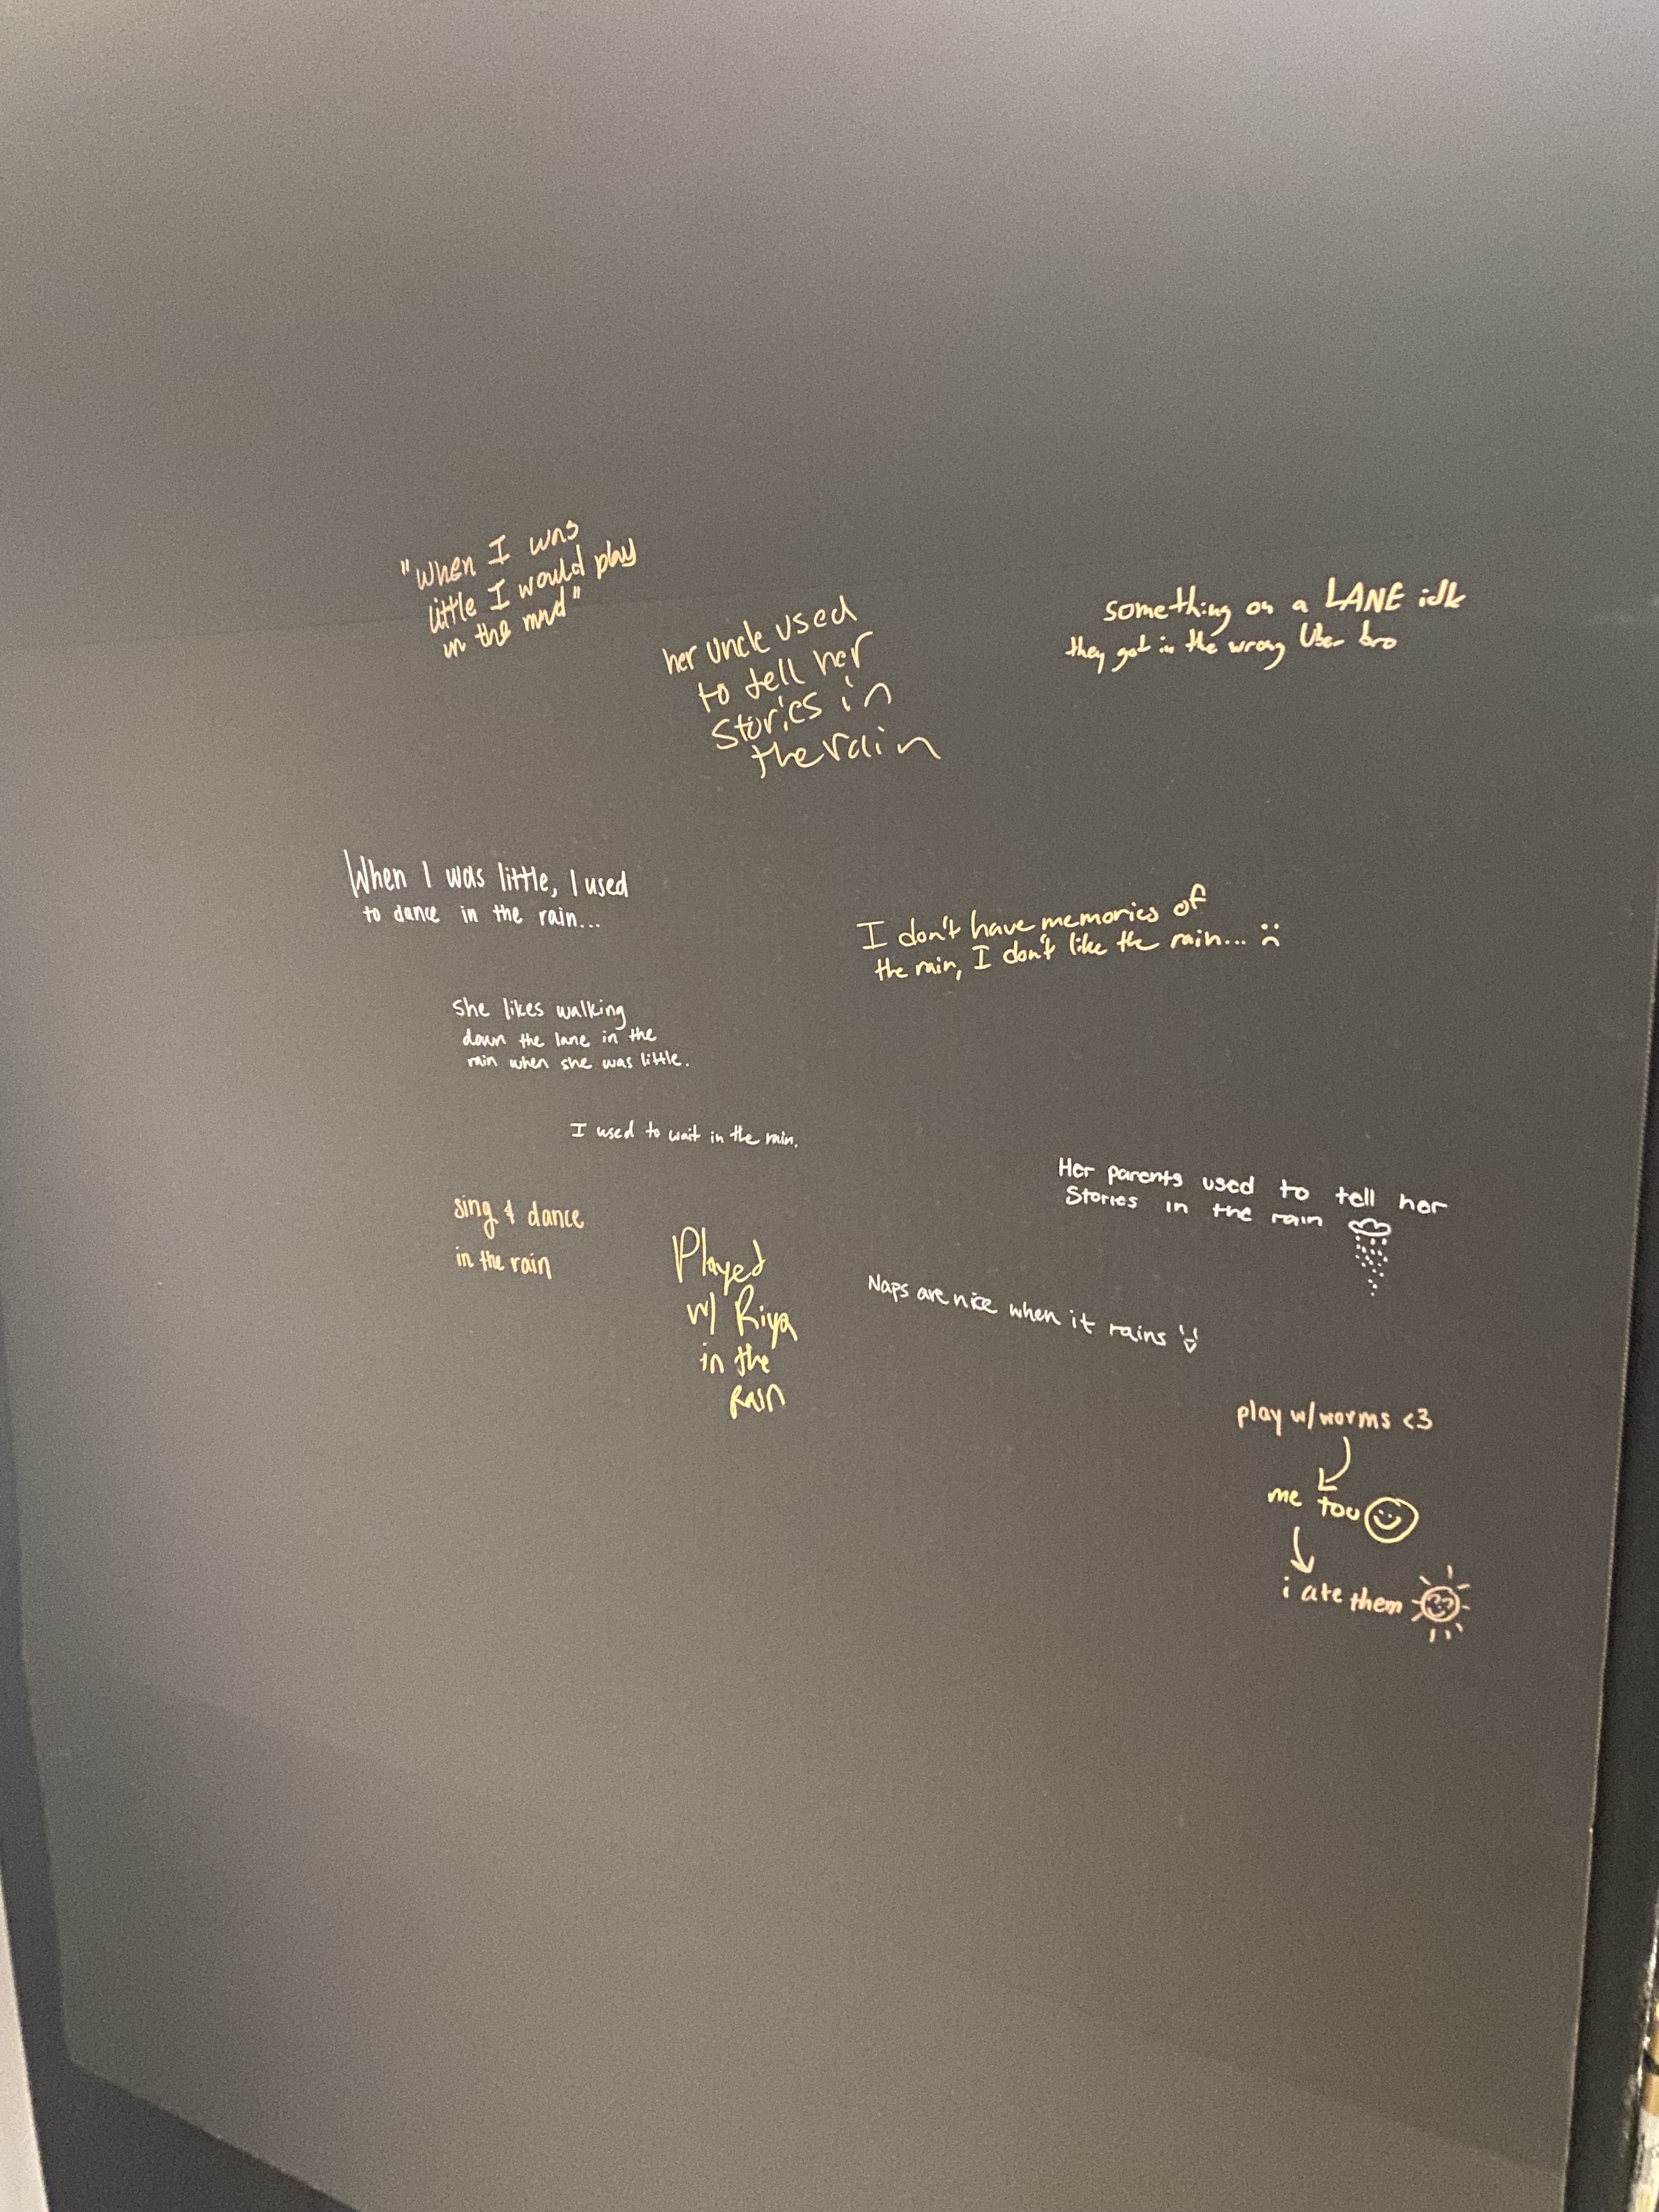 "When I was
little I would play
in the mud"
her uncle used
to tell her
stories in
the rain
something on a LANE idk
they got in the wrong Uber bro
When I was little, I used
to dance in the rain...
I don't have memories of
the rain, I don't like the rain... :(
She likes walking
down the lane in the
rain when she was little.
I used to wait in the rain.
Her parents used to tell her
Stories in the rain
sing & dance
in the rain
Played
w/ Riya
in the
RAIN
Naps are nice when it rains
play w/worms <3
me too
i ate them